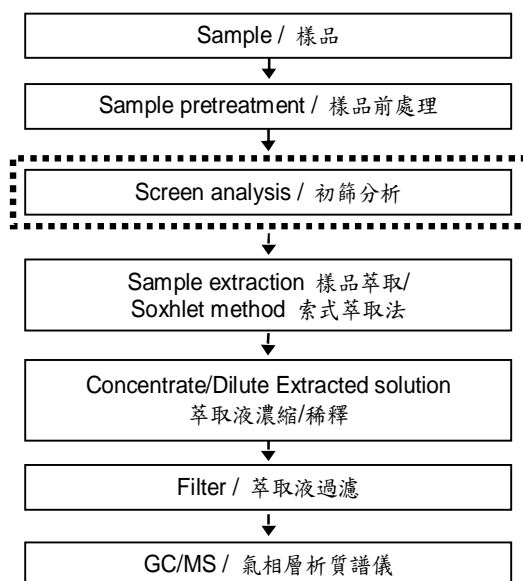 Sample / 樣品
Sample pretreatment / 樣品前處理
Screen analysis / 初篩分析
Sample extraction 樣品萃取/
Soxhlet method 索式萃取法
Concentrate/Dilute Extracted solution
萃取液濃縮/稀釋
Filter / 萃取液過濾
GC/MS / 氣相層析質譜儀